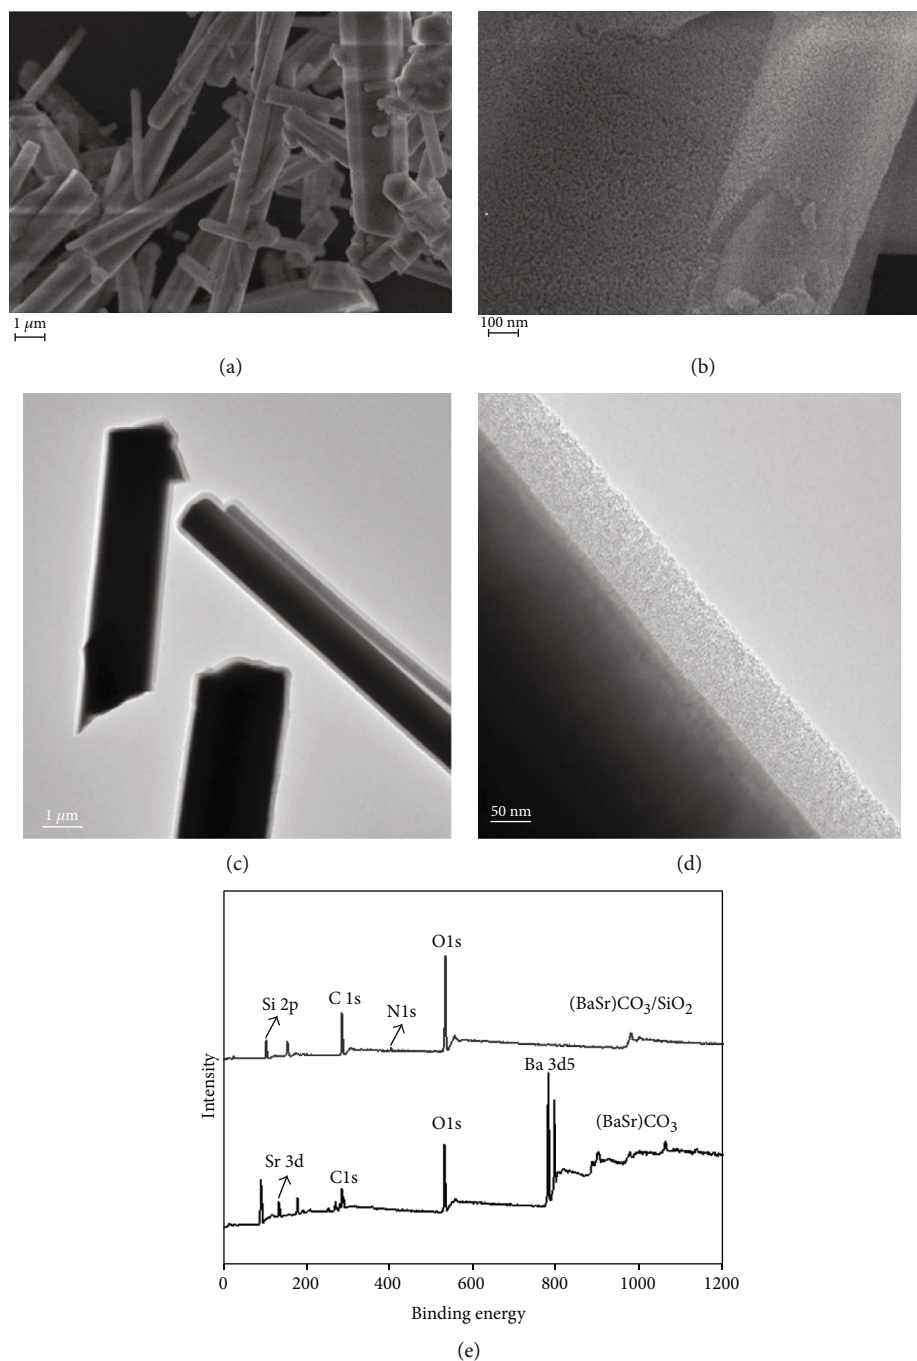 1 μm
100 nm
(a)
(b)
1 μm
50 nm
(c)
(d)
O1s
Si 2p
C 1s
N1s
(BaSr)CO3/SiO2
Ba 3d5
Intensity
O1s
(BaSr)CO3
Sr 3d
C1s
0 200 400 600 800 1000 1200
Binding energy
(e)